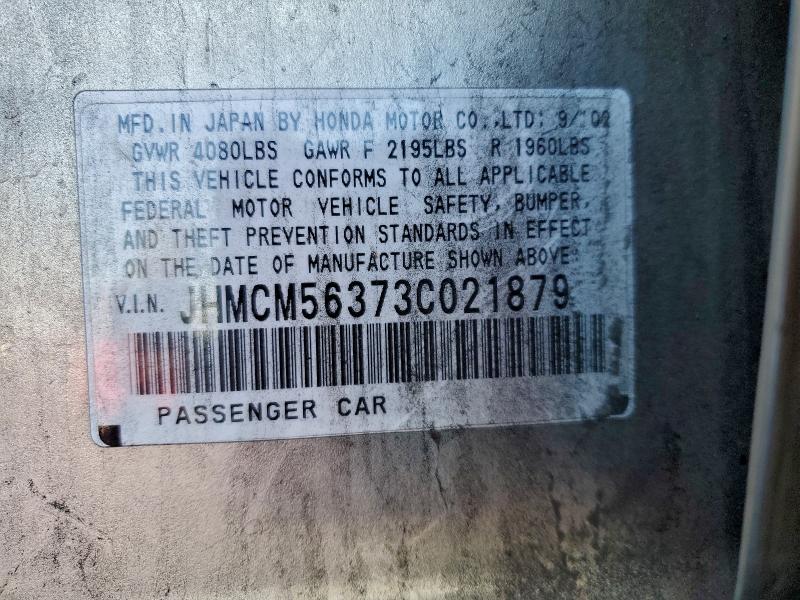 MFD. IN JAPAN BY HONDA MOTOR CO., LTD: 9/02
GVWR 4080LBS GAWR F 2195LBS R 1960LBS
THIS VEHICLE CONFORMS TO ALL APPLICABLE
FEDERAL MOTOR VEHICLE SAFETY, BUMPER,
AND THEFT PREVENTION STANDARDS IN EFFECT
ON THE DATE OF MANUFACTURE SHOWN ABOVE.
V.I.N. JHMCM56373C021879
PASSENGER CAR